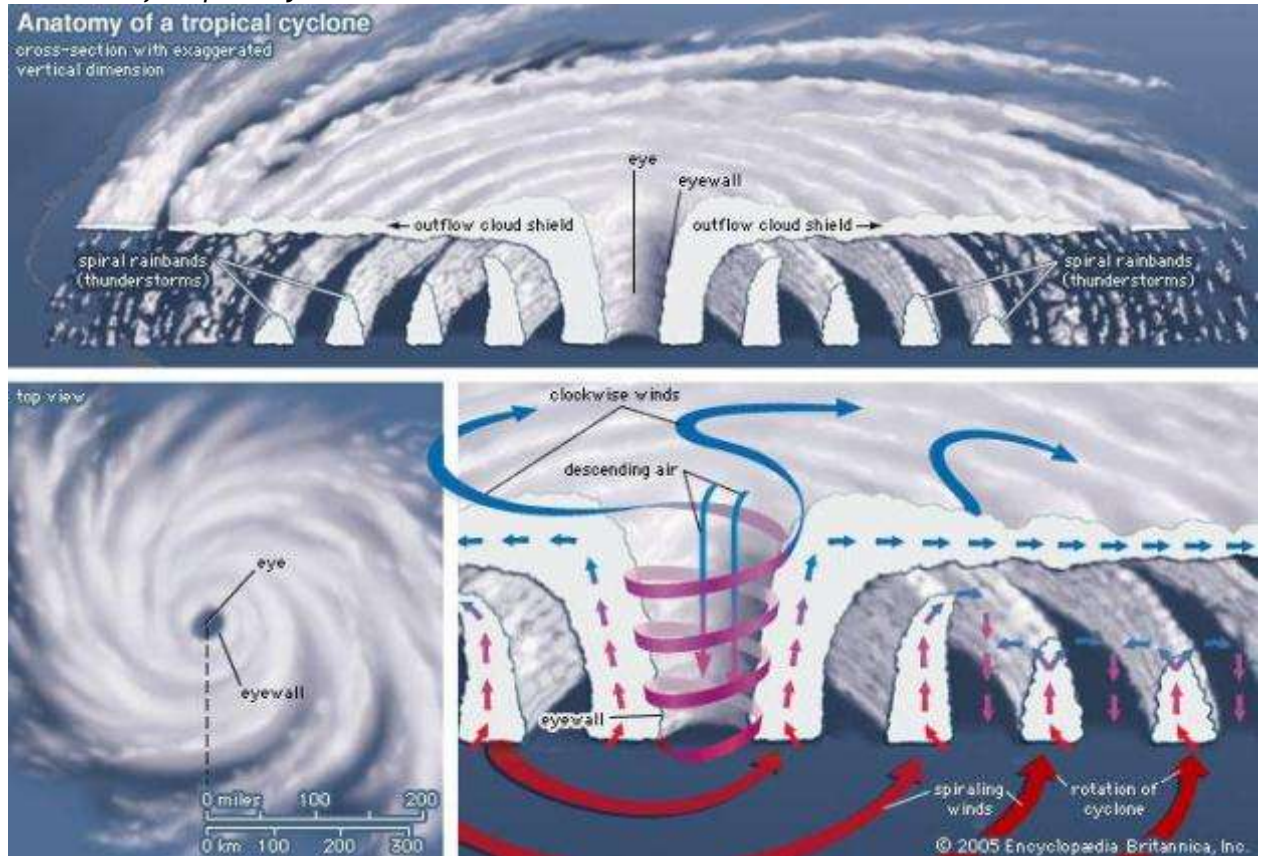 Anatomy of a tropical cyclone
cross-section with exaggerated
vertical dimension
eye
eyewall
outflow cloud shield
outflow cloud shield
spiral rainbands
(thunderstorms)
spiral rainbands
(thunderstorms)
top view
eye
eyewall
0 miles 100 200
0 km 100 200 300
clockwise winds
descending air
eyewall
spiraling
winds
rotation of
cyclone
© 2005 Encyclopædia Britannica, Inc.